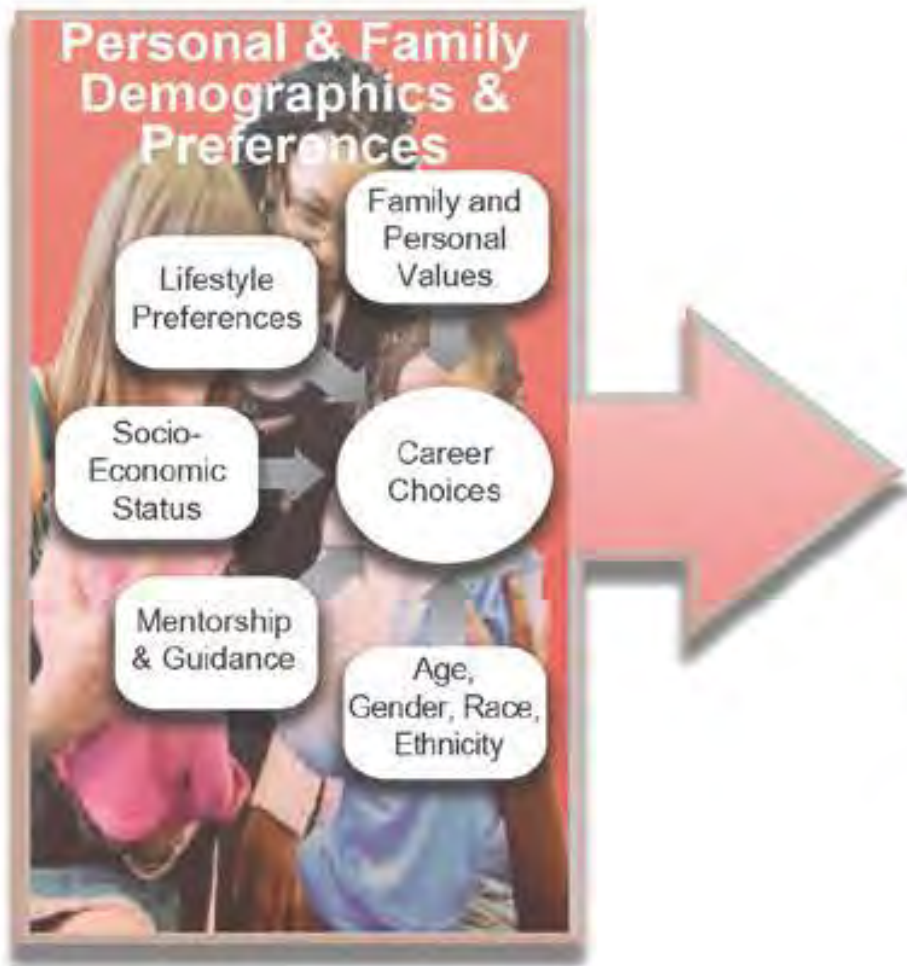 Personal & Family
Demographics &
Preferences
Family and
Personal
Values
Lifestyle
Preferences
Socio-
Economic
Status
Career
Choices
Mentorship
& Guidance
Age,
Gender, Race,
Ethnicity